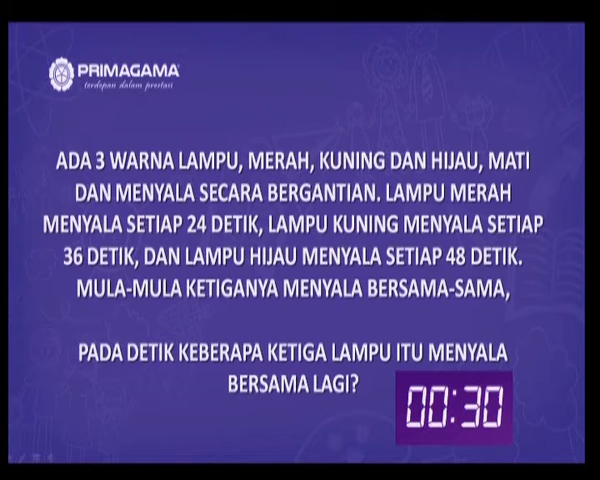 PRIMAGAMA
terdepan dalam prestasi
ADA 3 WARNA LAMPU, MERAH, KUNING DAN HIJAU, MATI
DAN MENYALA SECARA BERGANTIAN. LAMPU MERAH
MENYALA SETIAP 24 DETIK, LAMPU KUNING MENYALA SETIAP
36 DETIK, DAN LAMPU HIJAU MENYALA SETIAP 48 DETIK.
MULA-MULA KETIGANYA MENYALA BERSAMA-SAMA,
PADA DETIK KEBERAPA KETIGA LAMPU ITU MENYALA
BERSAMA LAGI?
00:30